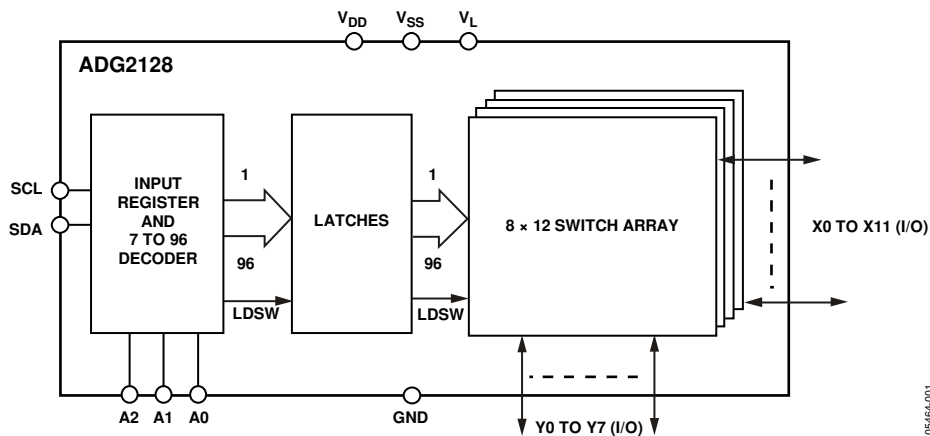 VDD VSS VL
ADG2128
SCL
SDA
INPUT
REGISTER
AND
7 TO 96
DECODER
1
96
LDSW
LATCHES
1
96
LDSW
8 × 12 SWITCH ARRAY
X0 TO X11 (I/O)
A2 A1 A0
GND
Y0 TO Y7 (I/O)
05464-001